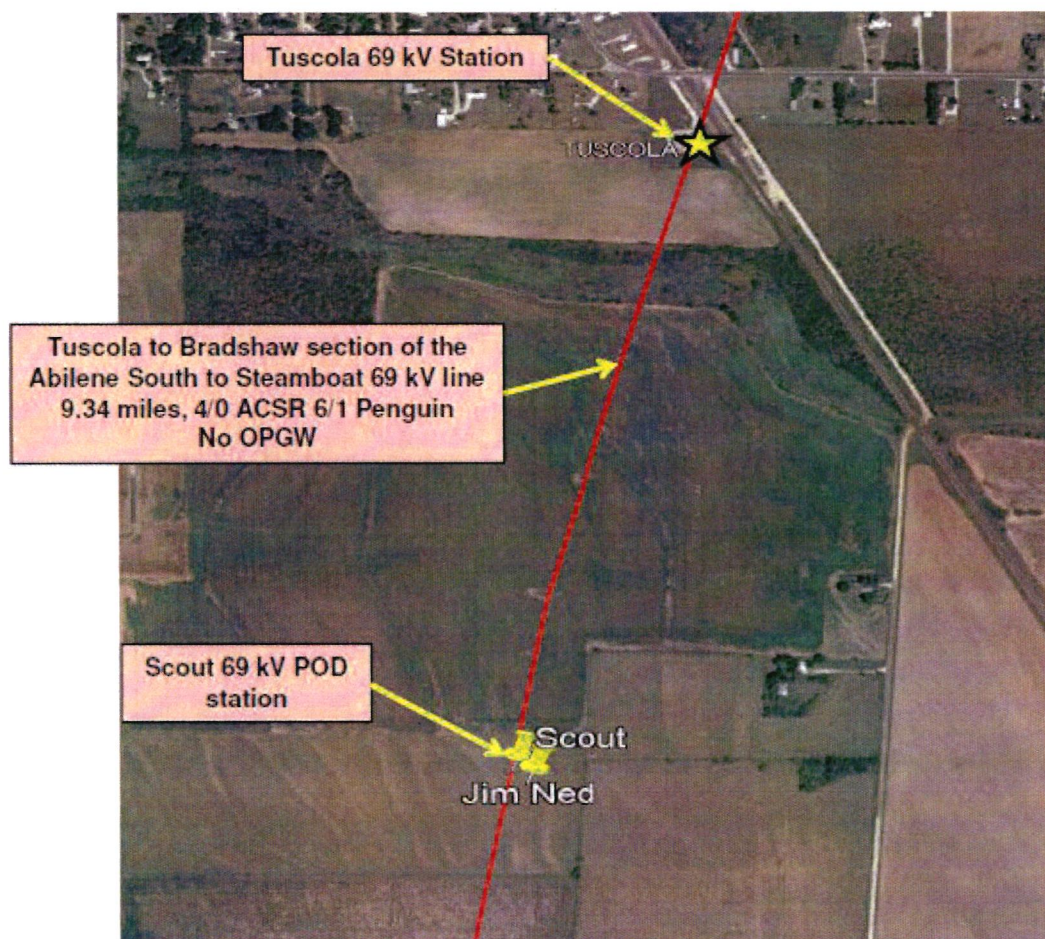 Tuscola 69 kV Station
TUSCOLA
Tuscola to Bradshaw section of the
Abilene South to Steamboat 69 kV line
9.34 miles, 4/0 ACSR 6/1 Penguin
No OPGW
Scout 69 kV POD
station
Scout
Jim Ned